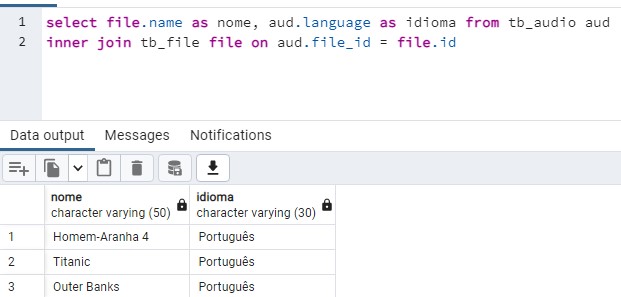 1 select file.name as nome, aud.language as idioma from tb_audio aud
2 inner join tb_file file on aud.file_id = file.id
Data output Messages Notifications
nome idioma
character varying (50) character varying (30)
1 Homem-Aranha 4 Português
2 Titanic Português
3 Outer Banks Português